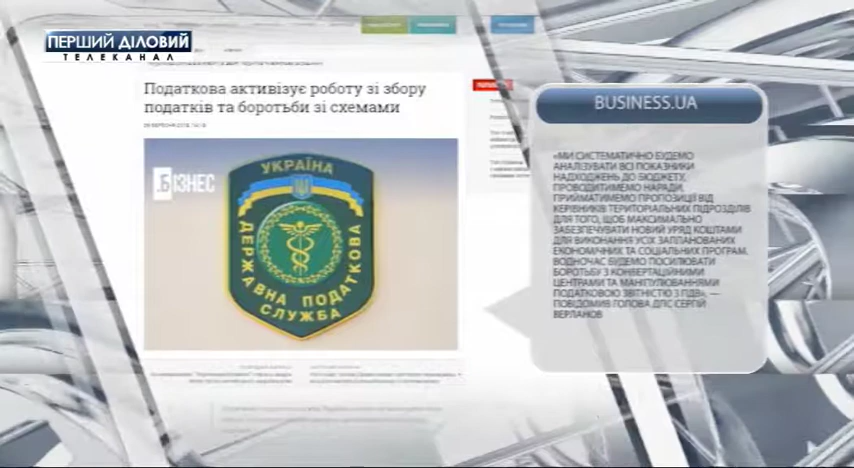 ПЕРШИЙ ДІЛОВИЙ
ТЕЛЕКАНАЛ
Податкова активізує роботу зі збору
податків та боротьби зі схемами
.БІЗНЕС
УКРАЇНА
ДЕРЖАВНА ПОДАТКОВА
СЛУЖБА
BUSINESS.UA
«МИ СИСТЕМАТИЧНО БУДЕМО
АНАЛІЗУВАТИ ВСІ ПОКАЗНИКИ
НАДХОДЖЕНЬ ДО БЮДЖЕТУ,
ПРОВОДИТИМЕМО НАРАДИ,
ПРИЙМАТИМЕМО ПРОПОЗИЦІЇ ВІД
КЕРІВНИКІВ ТЕРИТОРІАЛЬНИХ ПІДРОЗДІЛІВ
ДЛЯ ТОГО, ЩОБ МАКСИМАЛЬНО
ЗАБЕЗПЕЧУВАТИ НОВИЙ УРЯД КОШТАМИ
ДЛЯ ВИКОНАННЯ УСІХ ЗАПЛАНОВАНИХ
ЕКОНОМІЧНИХ ТА СОЦІАЛЬНИХ ПРОГРАМ.
ВОДНОЧАС БУДЕМО ПОСИЛЮВАТИ
БОРОТЬБУ З КОНВЕРТАЦІЙНИМИ
ЦЕНТРАМИ ТА МАНІПУЛЮВАННЯМИ
ПОДАТКОВОЮ ЗВІТНІСТЮ З ПДВ», —
ПОВІДОМИВ ГОЛОВА ДПС СЕРГІЙ
ВЕРЛАНОВ